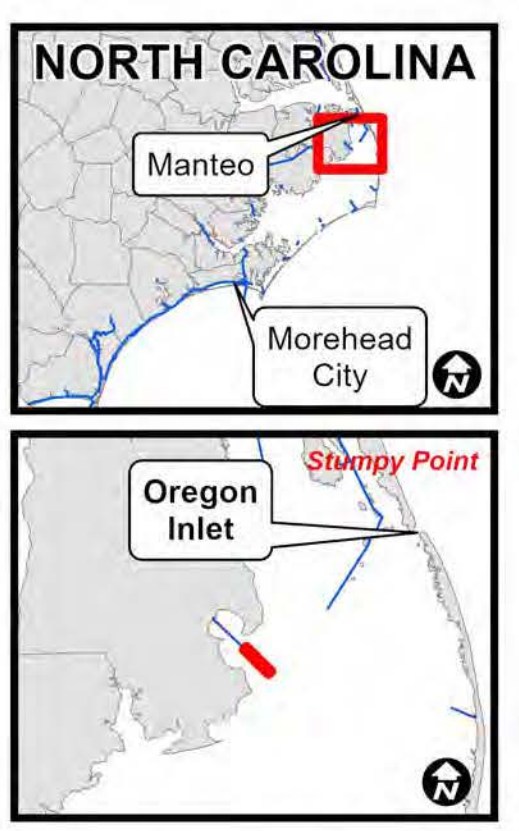 NORTH CAROLINA
Manteo
Morehead
City
N
Stumpy Point
Oregon
Inlet
N